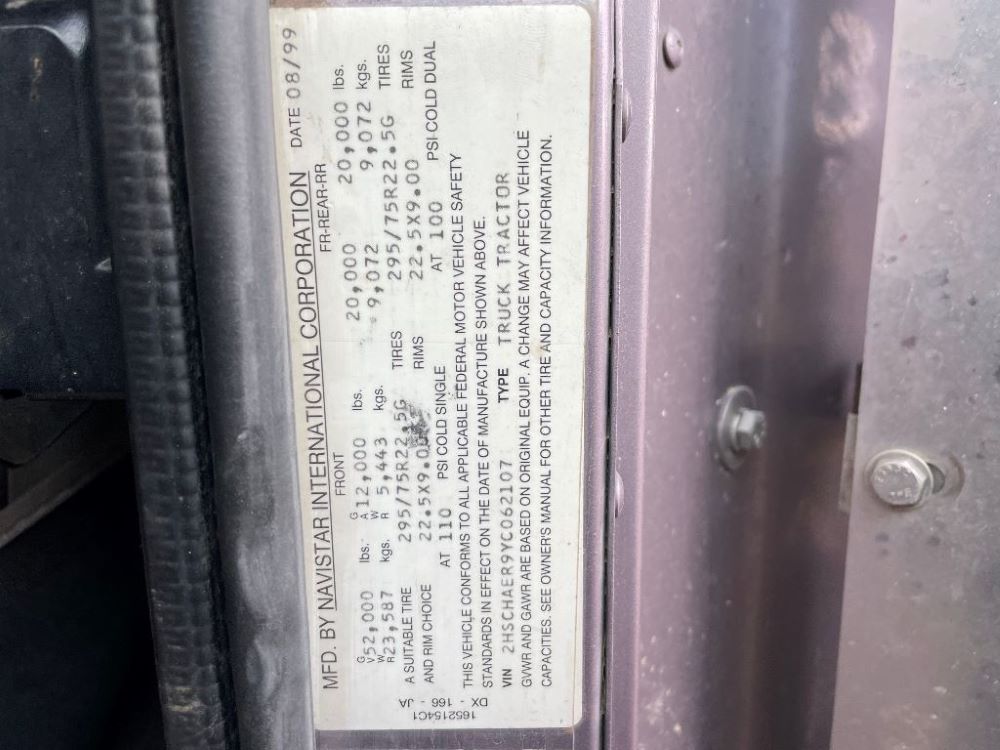 MFD. BY NAVISTAR INTERNATIONAL CORPORATION DATE 08/99
FRONT FR-REAR-RR
GVWR 52,000 lbs. GAWR 12,000 lbs. 20,000 20,000 lbs.
23,587 kgs. 5,443 kgs. 9,072 9,072 kgs.
A SUITABLE TIRE 295/75R22.5G TIRES 295/75R22.5G TIRES
AND RIM CHOICE 22.5X9.00 RIMS 22.5X9.00 RIMS
AT 110 PSI COLD SINGLE AT 100 PSI-COLD DUAL
THIS VEHICLE CONFORMS TO ALL APPLICABLE FEDERAL MOTOR VEHICLE SAFETY
STANDARDS IN EFFECT ON THE DATE OF MANUFACTURE SHOWN ABOVE.
VIN 2HSCHAER9YC062107 TYPE TRUCK TRACTOR
GVWR AND GAWR ARE BASED ON ORIGINAL EQUIP. A CHANGE MAY AFFECT VEHICLE
CAPACITIES. SEE OWNER'S MANUAL FOR OTHER TIRE AND CAPACITY INFORMATION.
1652154C1
DX - 166 - JA